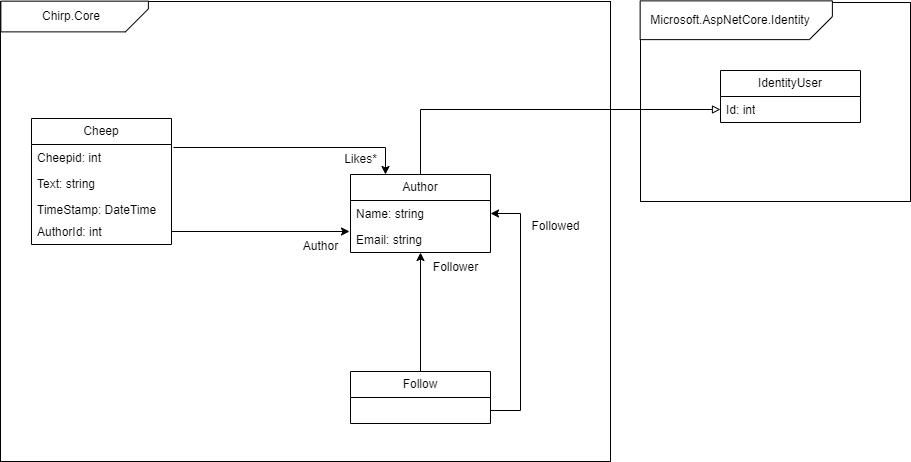 Chirp.Core
Microsoft.AspNetCore.Identity
IdentityUser
Id: int
Cheep
Cheepid: int
Text: string
TimeStamp: DateTime
AuthorId: int
Likes*
Author
Author
Name: string
Email: string
Followed
Follower
Follow